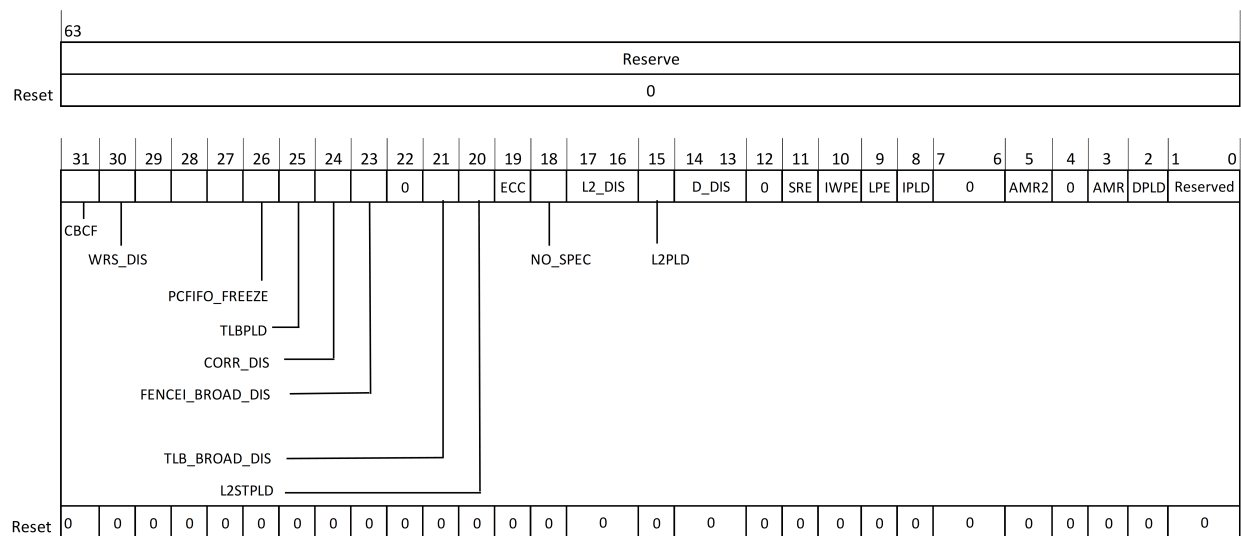 63
Reserve
Reset 0
31 30 29 28 27 26 25 24 23 22 21 20 19 18 17 16 15 14 13 12 11 10 9 8 7 6 5 4 3 2 1 0
0 ECC L2_DIS D_DIS 0 SRE IWPE LPE IPLD 0 AMR2 0 AMR DPLD Reserved
CBCF
WRS_DIS NO_SPEC L2PLD
PCFIFO_FREEZE
TLBPLD
CORR_DIS
FENCEI_BROAD_DIS
TLB_BROAD_DIS
L2STPLD
Reset 0 0 0 0 0 0 0 0 0 0 0 0 0 0 0 0 0 0 0 0 0 0 0 0 0 0 0 0